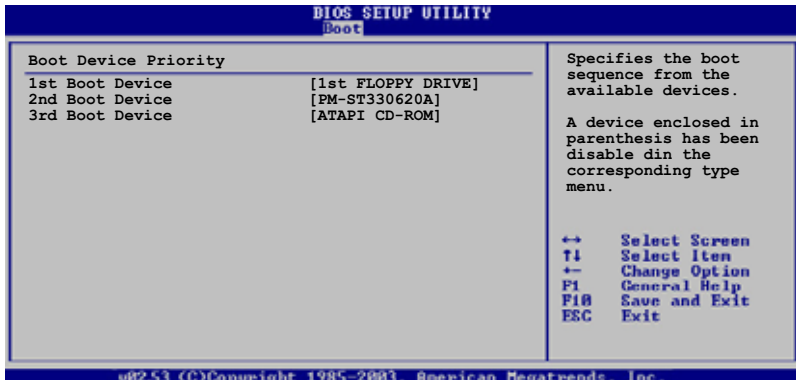 BIOS SETUP UTILITY
Boot
Boot Device Priority
1st Boot Device [1st FLOPPY DRIVE]
2nd Boot Device [PM-ST330620A]
3rd Boot Device [ATAPI CD-ROM]
Specifies the boot
sequence from the
available devices.
A device enclosed in
parenthesis has been
disable din the
corresponding type
menu.
↔ Select Screen
↑↓ Select Item
+- Change Option
F1 General Help
F10 Save and Exit
ESC Exit
v02.53 (C)Copyright 1985-2003, American Megatrends, Inc.